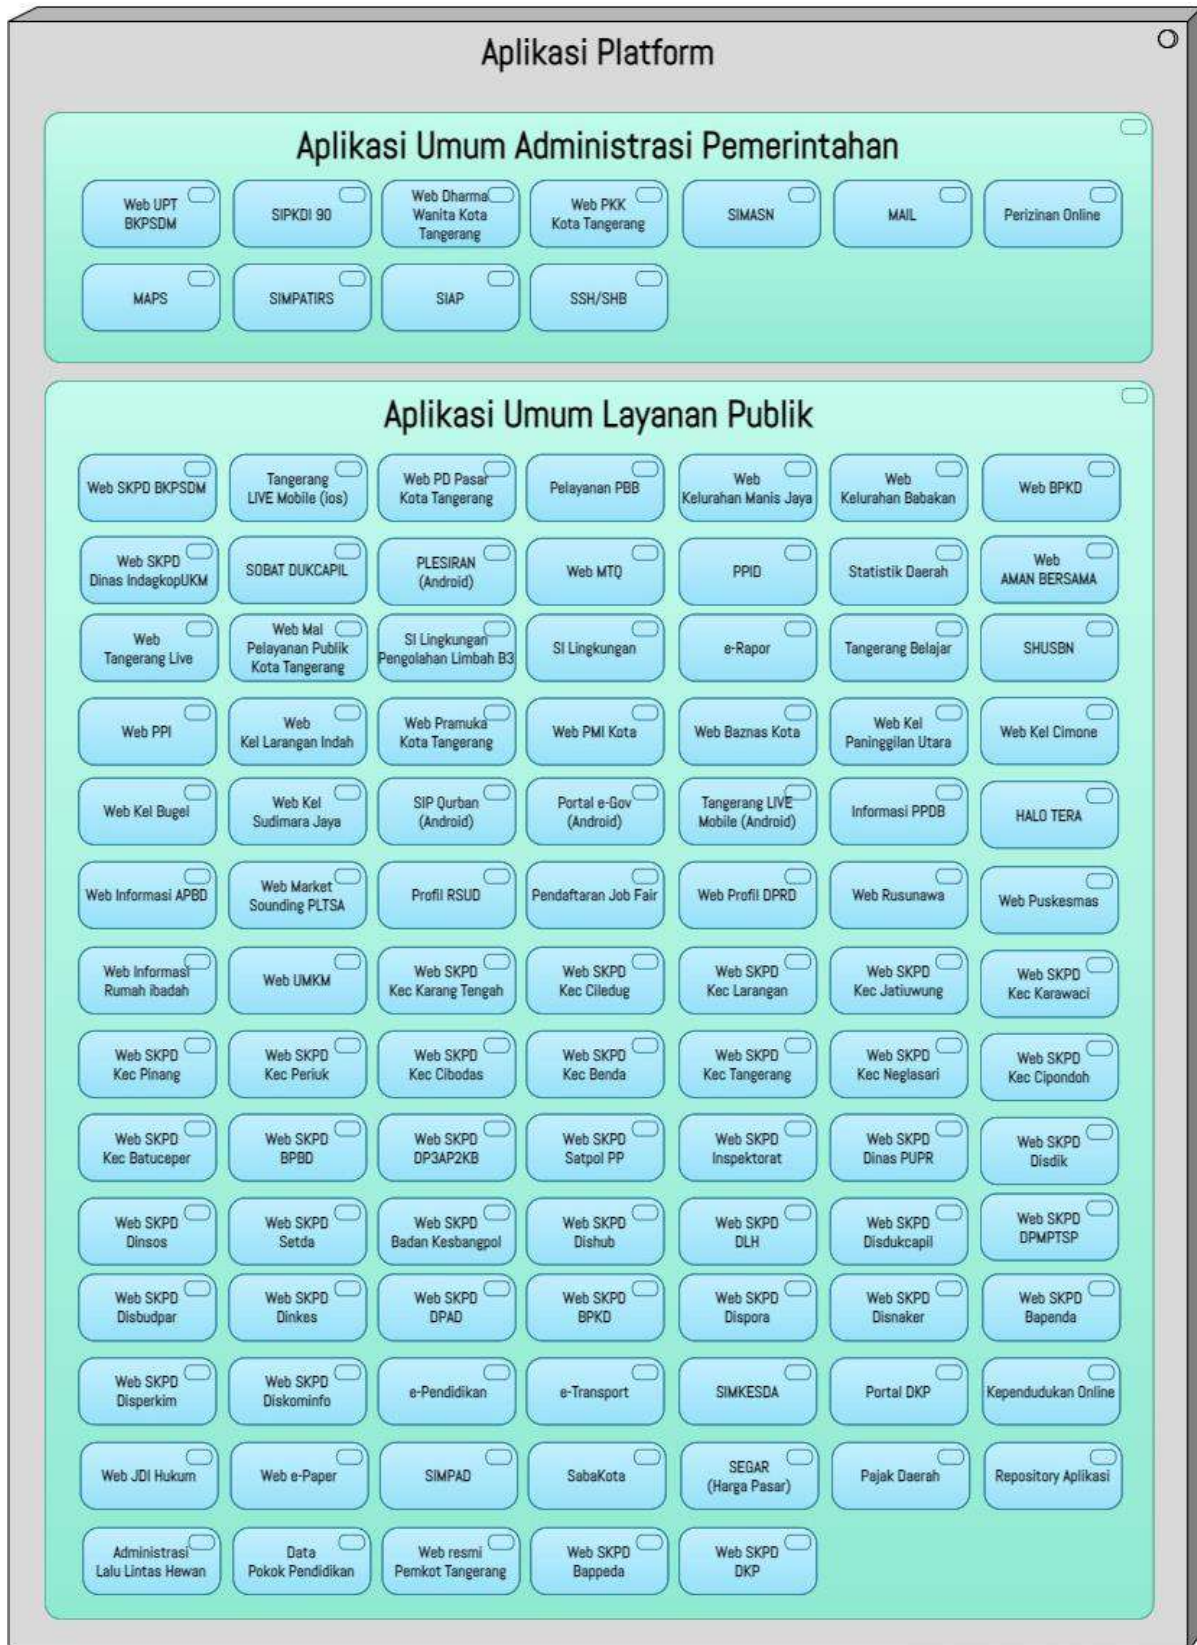 Aplikasi Platform
Aplikasi Umum Administrasi Pemerintahan
Web UPT
BKPSDM
SIPKDI 90
Web Dharma
Wanita Kota
Tangerang
Web PKK
Kota Tangerang
SIMASN
MAIL
Perizinan Online
MAPS
SIMPATIRS
SIAP
SSH/SHB
Aplikasi Umum Layanan Publik
Web SKPD BKPSDM
Tangerang
LIVE Mobile (ios)
Web PD Pasar
Kota Tangerang
Pelayanan PBB
Web
Kelurahan Manis Jaya
Web
Kelurahan Babakan
Web BPKD
Web SKPD
Dinas IndagkopUKM
SOBAT DUKCAPIL
PLESIRAN
(Android)
Web MTQ
PPID
Statistik Daerah
Web
AMAN BERSAMA
Web
Tangerang Live
Web Mal
Pelayanan Publik
Kota Tangerang
SI Lingkungan
Pengolahan Limbah B3
SI Lingkungan
e-Rapor
Tangerang Belajar
SHUSBN
Web PPI
Web
Kel Larangan Indah
Web Pramuka
Kota Tangerang
Web PMI Kota
Web Baznas Kota
Web Kel
Paninggilan Utara
Web Kel Cimone
Web Kel Bugel
Web Kel
Sudimara Jaya
SIP Qurban
(Android)
Portal e-Gov
(Android)
Tangerang LIVE
Mobile (Android)
Informasi PPDB
HALO TERA
Web Informasi APBD
Web Market
Sounding PLTSA
Profil RSUD
Pendaftaran Job Fair
Web Profil DPRD
Web Rusunawa
Web Puskesmas
Web Informasi
Rumah ibadah
Web UMKM
Web SKPD
Kec Karang Tengah
Web SKPD
Kec Ciledug
Web SKPD
Kec Larangan
Web SKPD
Kec Jatiuwung
Web SKPD
Kec Karawaci
Web SKPD
Kec Pinang
Web SKPD
Kec Periuk
Web SKPD
Kec Cibodas
Web SKPD
Kec Benda
Web SKPD
Kec Tangerang
Web SKPD
Kec Neglasari
Web SKPD
Kec Cipondoh
Web SKPD
Kec Batuceper
Web SKPD
BPBD
Web SKPD
DP3AP2KB
Web SKPD
Satpol PP
Web SKPD
Inspektorat
Web SKPD
Dinas PUPR
Web SKPD
Disdik
Web SKPD
Dinsos
Web SKPD
Setda
Web SKPD
Badan Kesbangpol
Web SKPD
Dishub
Web SKPD
DLH
Web SKPD
Disdukcapil
Web SKPD
DPMPTSP
Web SKPD
Disbudpar
Web SKPD
Dinkes
Web SKPD
DPAD
Web SKPD
BPKD
Web SKPD
Dispora
Web SKPD
Disnaker
Web SKPD
Bapenda
Web SKPD
Disperkim
Web SKPD
Diskominfo
e-Pendidikan
e-Transport
SIMKESDA
Portal DKP
Kependudukan Online
Web JDI Hukum
Web e-Paper
SIMPAD
SabaKota
SEGAR
(Harga Pasar)
Pajak Daerah
Repository Aplikasi
Administrasi
Lalu Lintas Hewan
Data
Pokok Pendidikan
Web resmi
Pemkot Tangerang
Web SKPD
Bappeda
Web SKPD
DKP